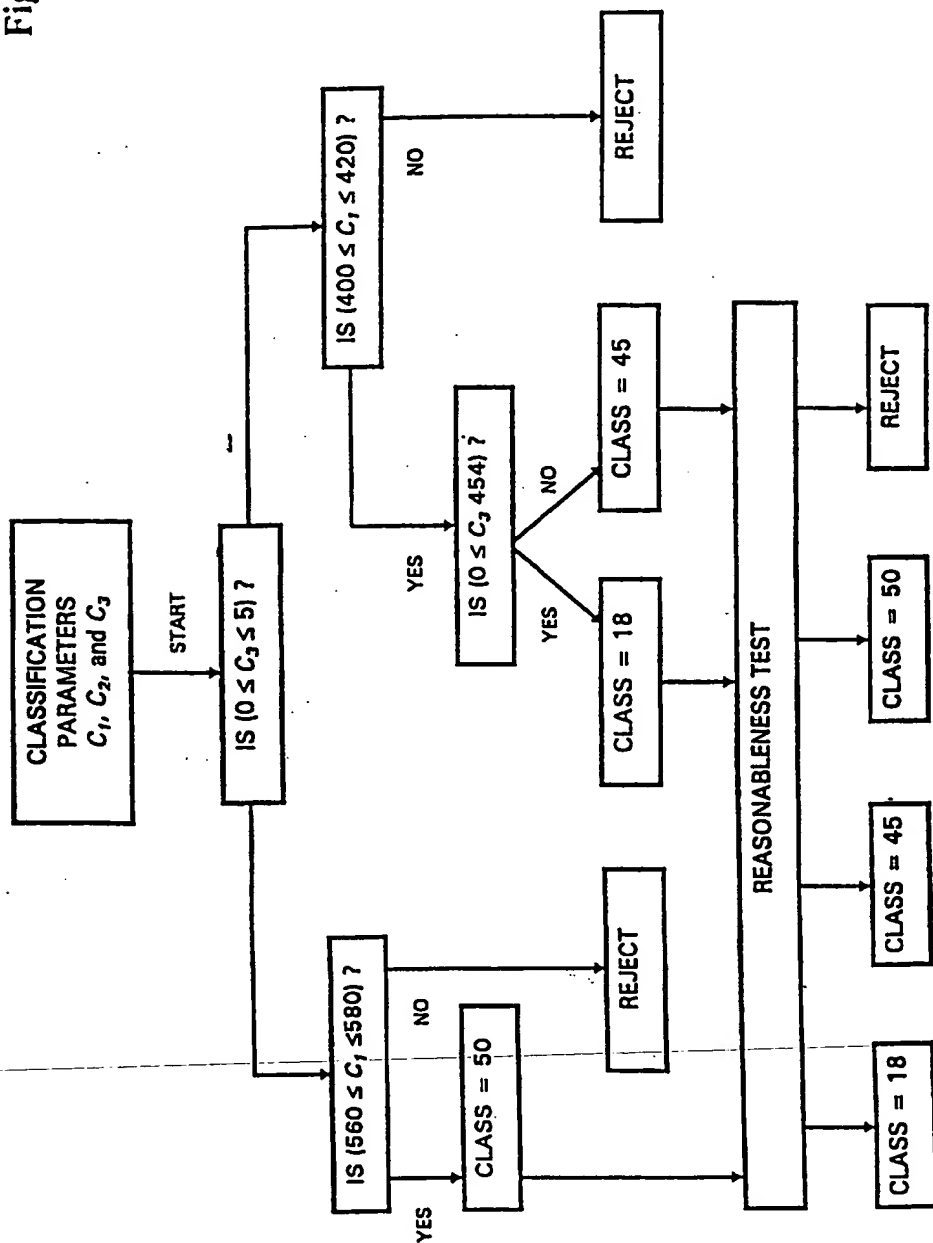 Fig
CLASSIFICATION
PARAMETERS
C₁, C₂, and C₃
START
IS (0 ≤ C₃ ≤ 5) ?
IS (560 ≤ C₁ ≤580) ?
IS (400 ≤ C₁ ≤ 420) ?
YES
NO
YES
NO
CLASS = 50
IS (0 ≤ C₃ 454) ?
YES
NO
REJECT
CLASS = 18
CLASS = 45
REJECT
REASONABLENESS TEST
CLASS = 18
CLASS = 45
CLASS = 50
REJECT